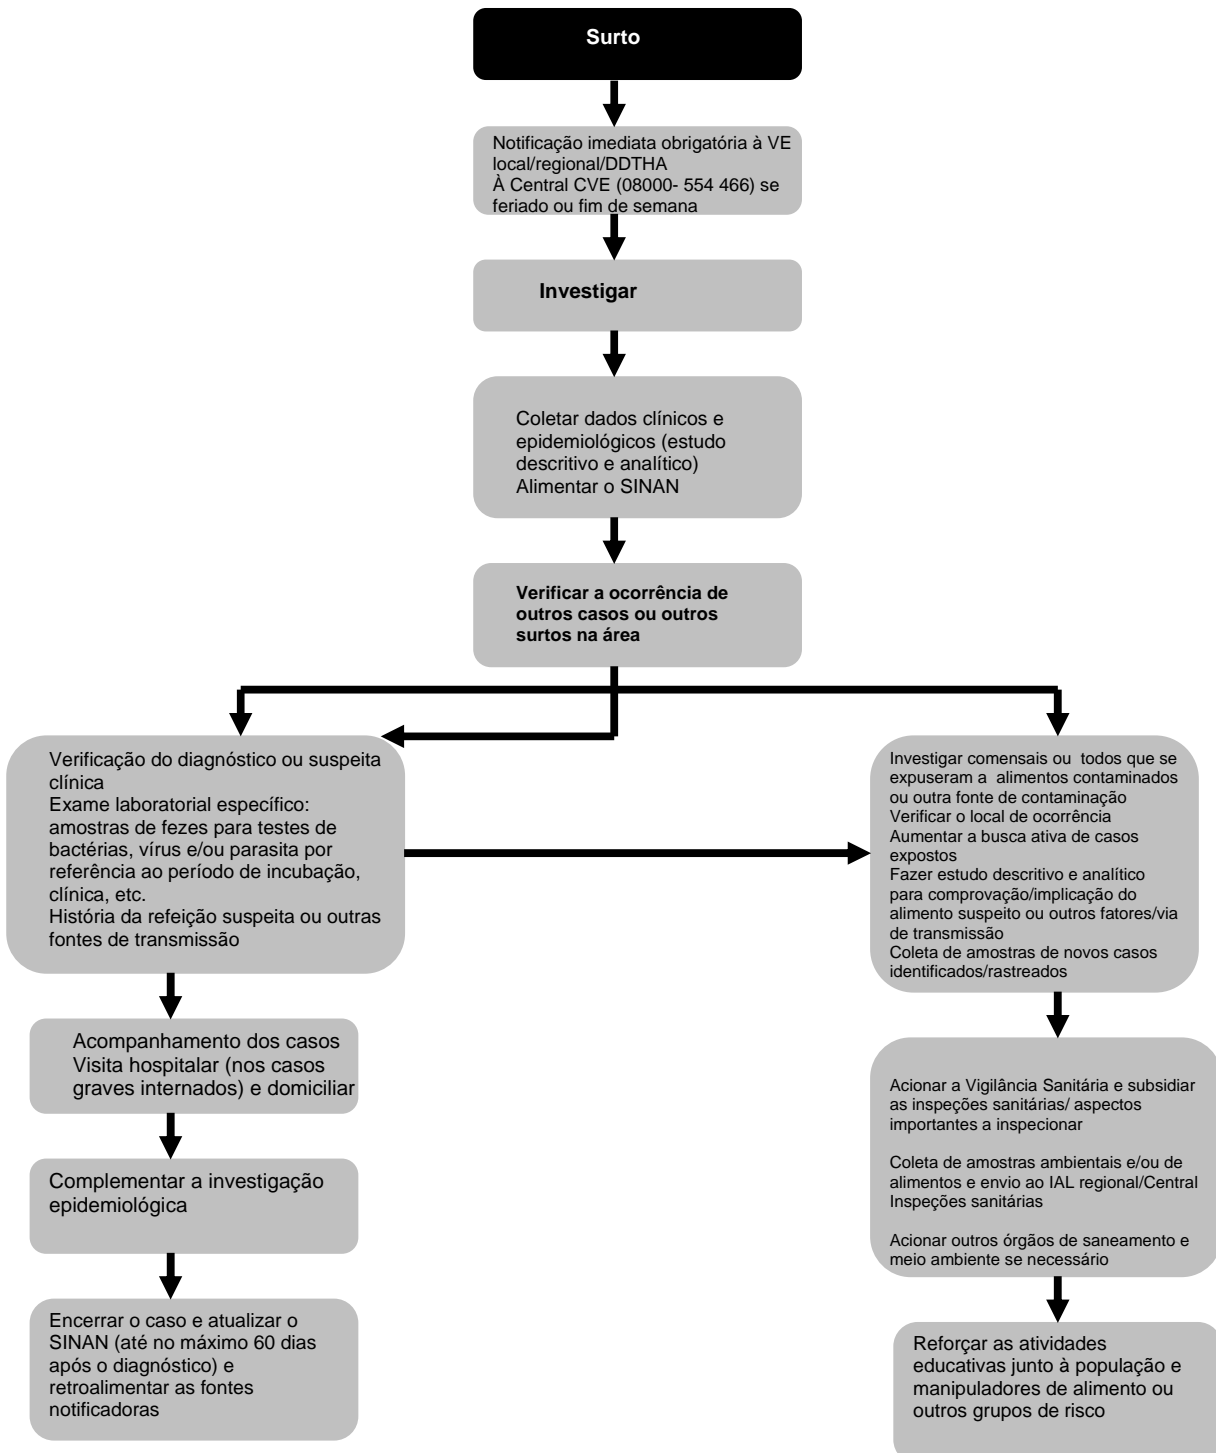 Surto
Notificação imediata obrigatória à VE
local/regional/DDTHA
À Central CVE (08000- 554 466) se
feriado ou fim de semana
Investigar
Coletar dados clínicos e
epidemiológicos (estudo
descritivo e analítico)
Alimentar o SINAN
Verificar a ocorrência de
outros casos ou outros
surtos na área
Verificação do diagnóstico ou suspeita
clínica
Exame laboratorial específico:
amostras de fezes para testes de
bactérias, vírus e/ou parasita por
referência ao período de incubação,
clínica, etc.
História da refeição suspeita ou outras
fontes de transmissão
Acompanhamento dos casos
Visita hospitalar (nos casos
graves internados) e domiciliar
Complementar a investigação
epidemiológica
Encerrar o caso e atualizar o
SINAN (até no máximo 60 dias
após o diagnóstico) e
retroalimentar as fontes
notificadoras
Investigar comensais ou  todos que se
expuseram a  alimentos contaminados
ou outra fonte de contaminação
Verificar o local de ocorrência
Aumentar a busca ativa de casos
expostos
Fazer estudo descritivo e analítico
para comprovação/implicação do
alimento suspeito ou outros fatores/via
de transmissão
Coleta de amostras de novos casos
identificados/rastreados
Acionar a Vigilância Sanitária e subsidiar
as inspeções sanitárias/ aspectos
importantes a inspecionar
Coleta de amostras ambientais e/ou de
alimentos e envio ao IAL regional/Central
Inspeções sanitárias
Acionar outros órgãos de saneamento e
meio ambiente se necessário
Reforçar as atividades
educativas junto à população e
manipuladores de alimento ou
outros grupos de risco